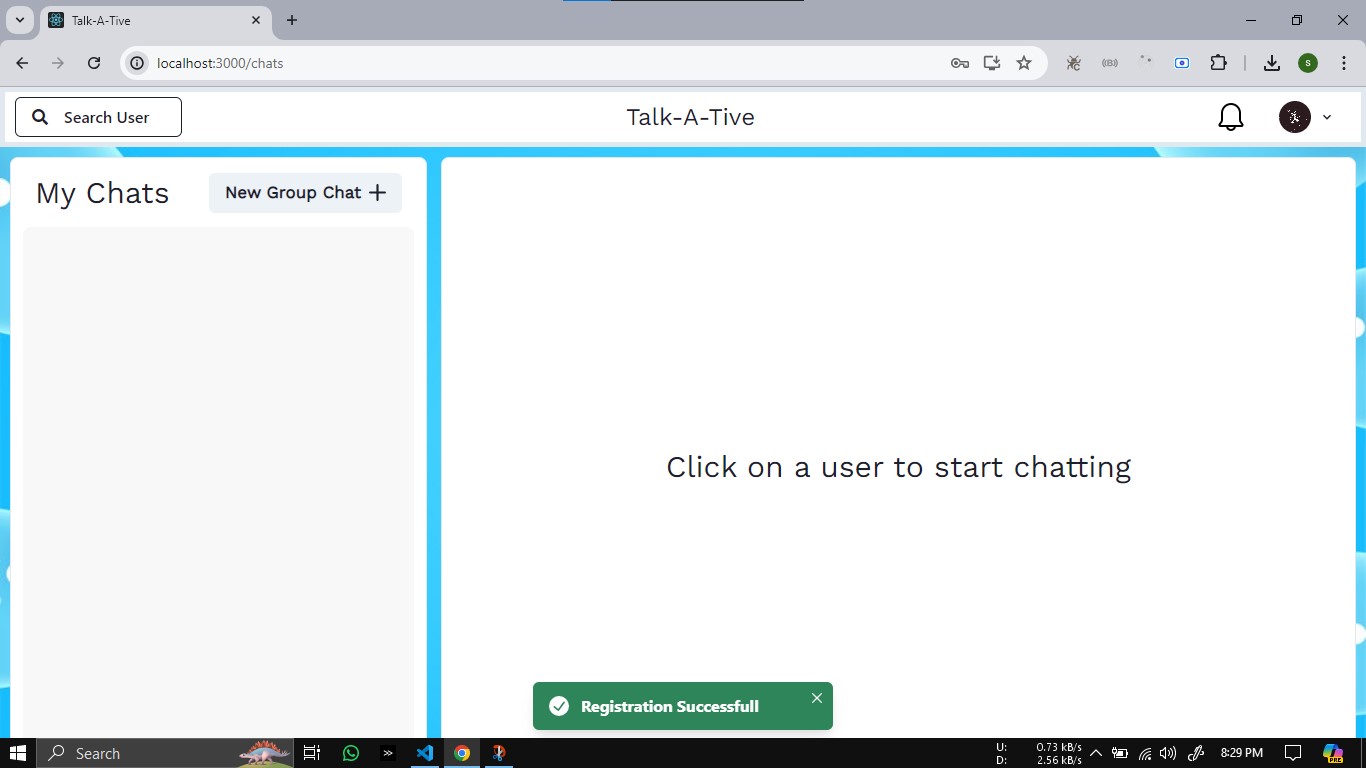 Talk-A-Tive
localhost:3000/chats
S
Search User
Talk-A-Tive
My Chats
New Group Chat
Click on a user to start chatting
Registration Successfull
Search
U: 0.73 kB/s
D: 2.56 kB/s
8:29 PM
PRE